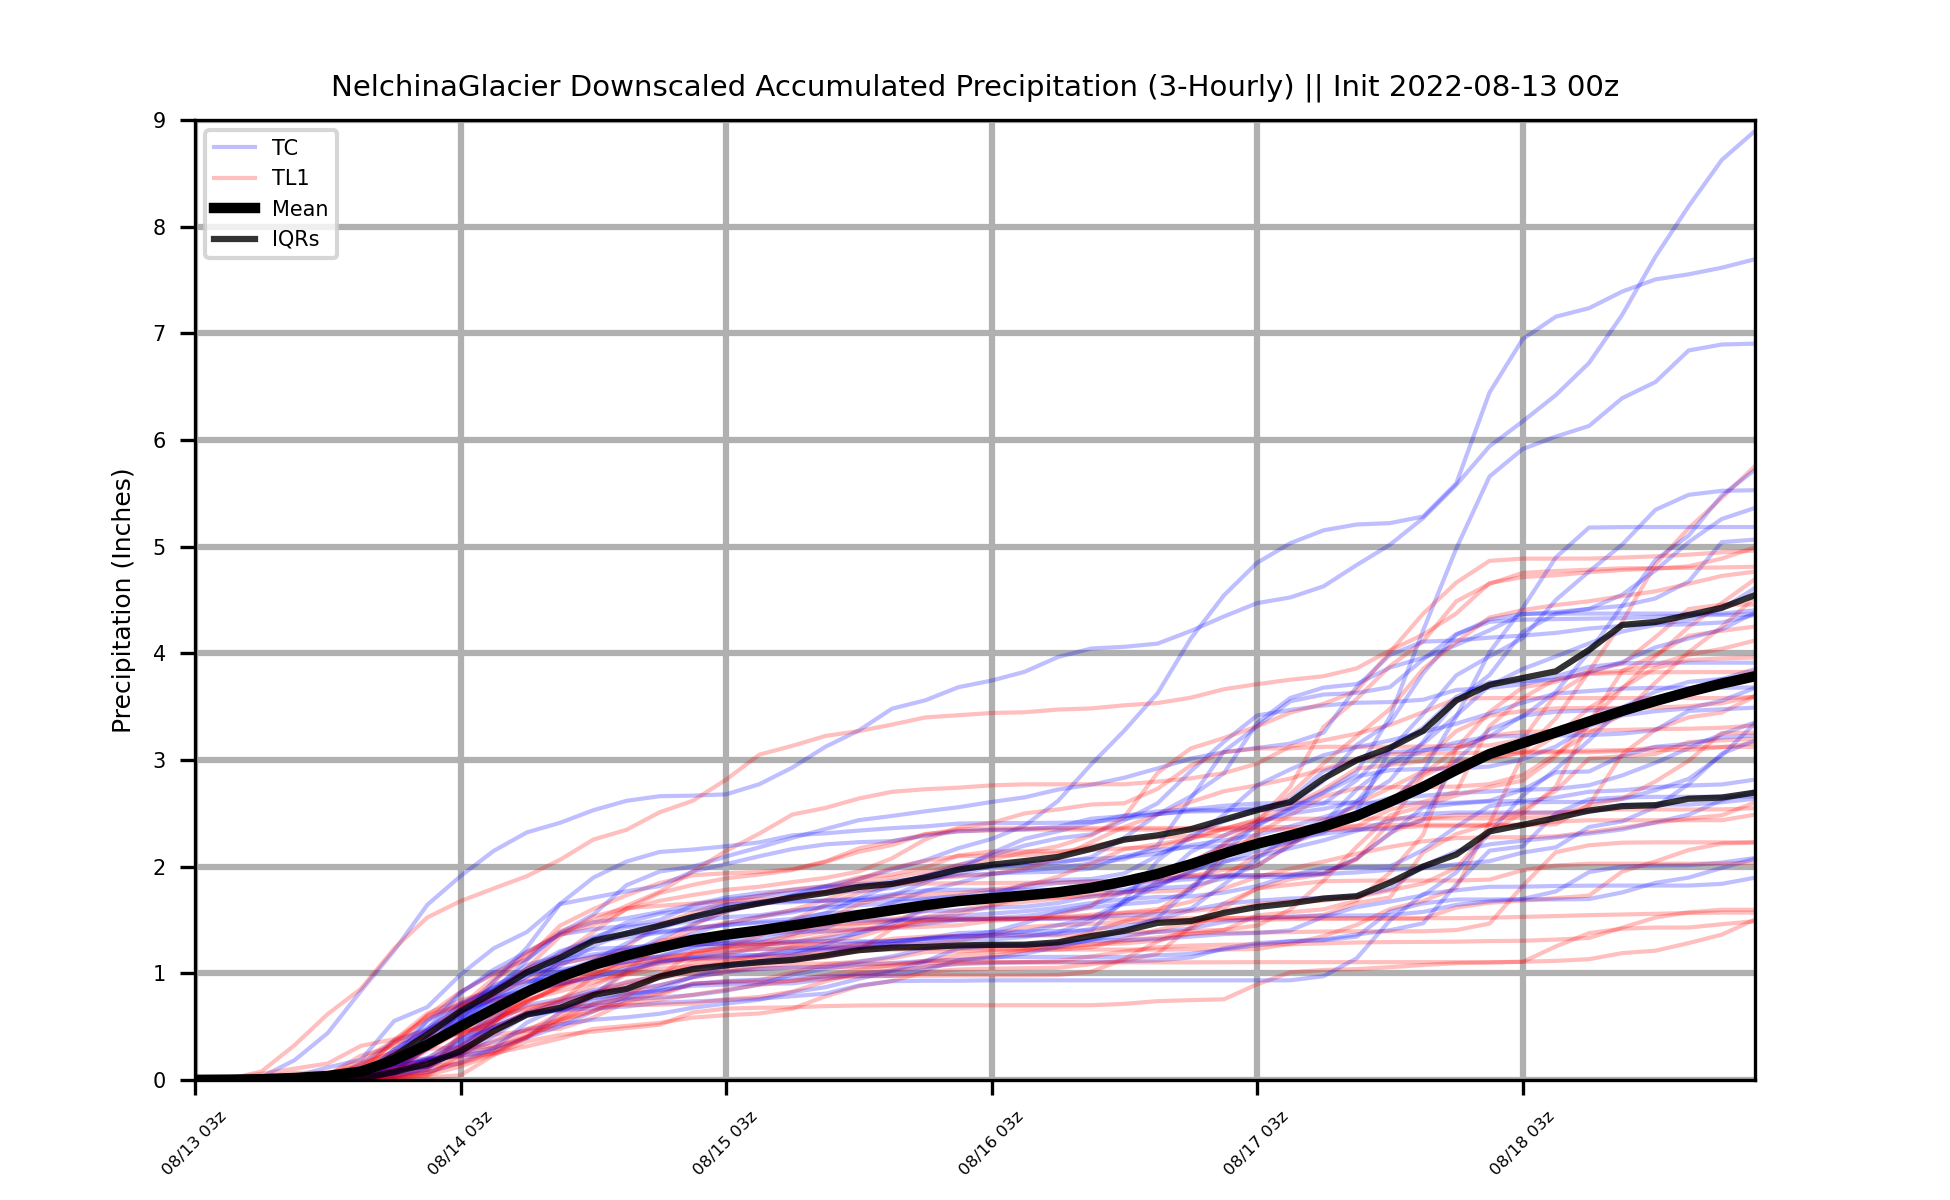 NelchinaGlacier Downscaled Accumulated Precipitation (3-Hourly) || Init 2022-08-13 00z
TC
TL1
Mean
IQRs
Precipitation (Inches)
9
8
7
6
5
4
3
2
1
0
08/13 03z
08/14 03z
08/15 03z
08/16 03z
08/17 03z
08/18 03z